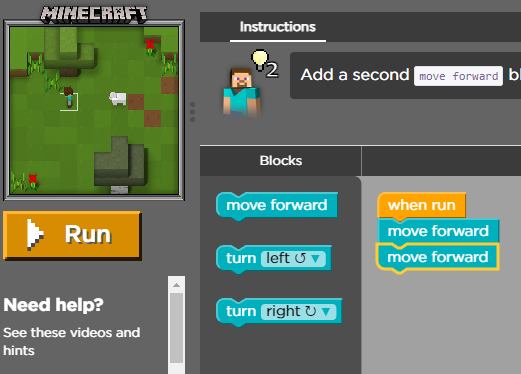 MINECRAFT
Instructions
2
Add a second move forward bl
Blocks
move forward
turn left ↺ ▼
turn right ↻ ▼
when run
move forward
move forward
Run
Need help?
See these videos and
hints